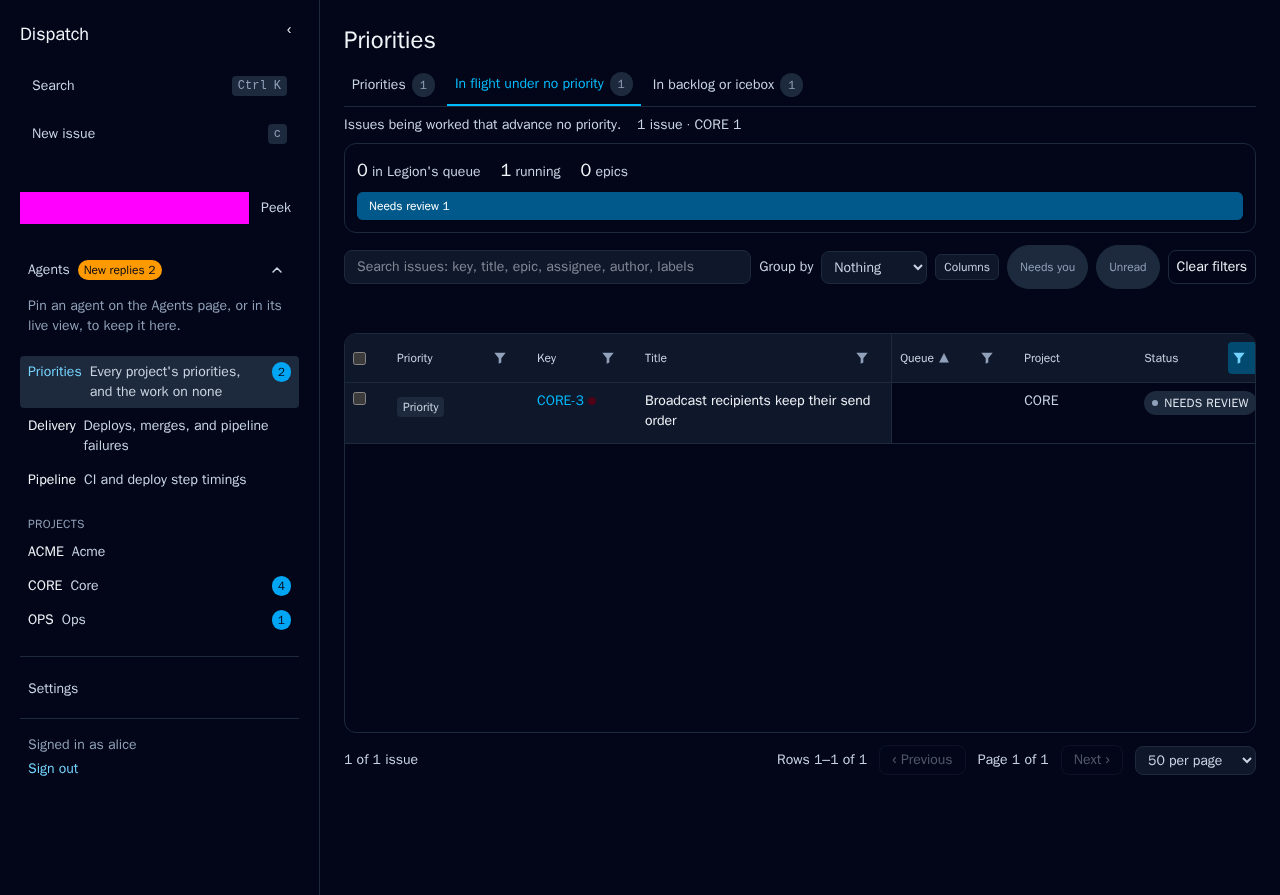 Dispatch
‹
Search
Ctrl K
New issue
C
Peek
Agents
New replies 2
Pin an agent on the Agents page, or in its
live view, to keep it here.
Priorities
Every project's priorities,
and the work on none
2
Delivery
Deploys, merges, and pipeline
failures
Pipeline
CI and deploy step timings
PROJECTS
ACME Acme
CORE Core
4
OPS Ops
1
Settings
Signed in as alice
Sign out
Priorities
Priorities 1
In flight under no priority 1
In backlog or icebox 1
Issues being worked that advance no priority.
1 issue · CORE 1
0 in Legion's queue
1 running
0 epics
Needs review 1
Search issues: key, title, epic, assignee, author, labels
Group by
Nothing
Columns
Needs you
Unread
Clear filters
Priority
Key
Title
Queue
Project
Status
Priority
CORE-3
Broadcast recipients keep their send
order
CORE
NEEDS REVIEW
1 of 1 issue
Rows 1–1 of 1
‹ Previous
Page 1 of 1
Next ›
50 per page